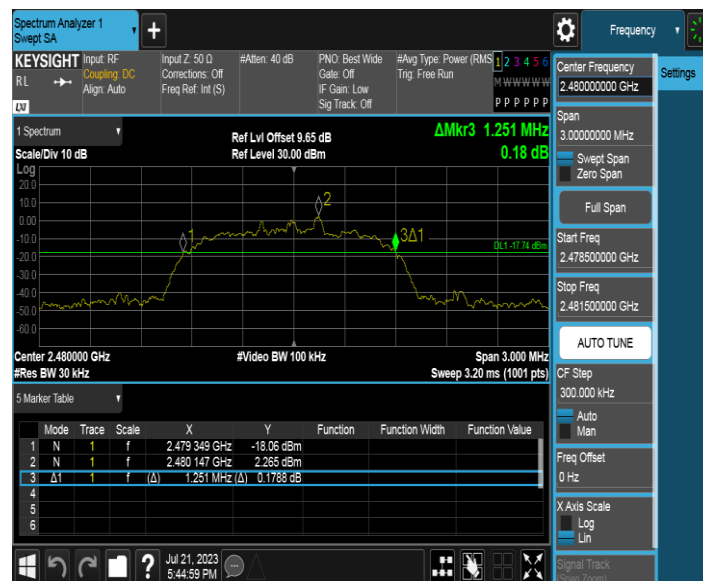 Spectrum Analyzer 1
Swept SA
+
Frequency
KEYSIGHT
RL
LXI
Input: RF
Coupling: DC
Align: Auto
Input Z: 50 Ω
Corrections: Off
Freq Ref: Int (S)
#Atten: 40 dB
PNO: Best Wide
Gate: Off
IF Gain: Low
Sig Track: Off
#Avg Type: Power (RMS
Trig: Free Run
1 2 3 4 5 6
M W W W W W
P P P P P P
1 Spectrum
Scale/Div 10 dB
Ref Lvl Offset 9.65 dB
Ref Level 30.00 dBm
ΔMkr3 1.251 MHz
0.18 dB
Log
20.0
10.0
0.00
-10.0
-20.0
-30.0
-40.0
-50.0
-60.0
1
2
3Δ1
DL1 -17.74 dBm
Center 2.480000 GHz
#Video BW 100 kHz
Span 3.000 MHz
#Res BW 30 kHz
Sweep 3.20 ms (1001 pts)
5 Marker Table
Mode Trace Scale X Y Function Function Width Function Value
1 N 1 f 2.479 349 GHz -18.06 dBm
2 N 1 f 2.480 147 GHz 2.265 dBm
3 Δ1 1 f (Δ) 1.251 MHz (Δ) 0.1788 dB
4
5
6
?
Jul 21, 2023
5:44:59 PM
Center Frequency
2.480000000 GHz
Span
3.00000000 MHz
Swept Span
Zero Span
Full Span
Start Freq
2.478500000 GHz
Stop Freq
2.481500000 GHz
AUTO TUNE
CF Step
300.000 kHz
Auto
Man
Freq Offset
0 Hz
X Axis Scale
Log
Lin
Signal Track
(Span Zoom)
Settings